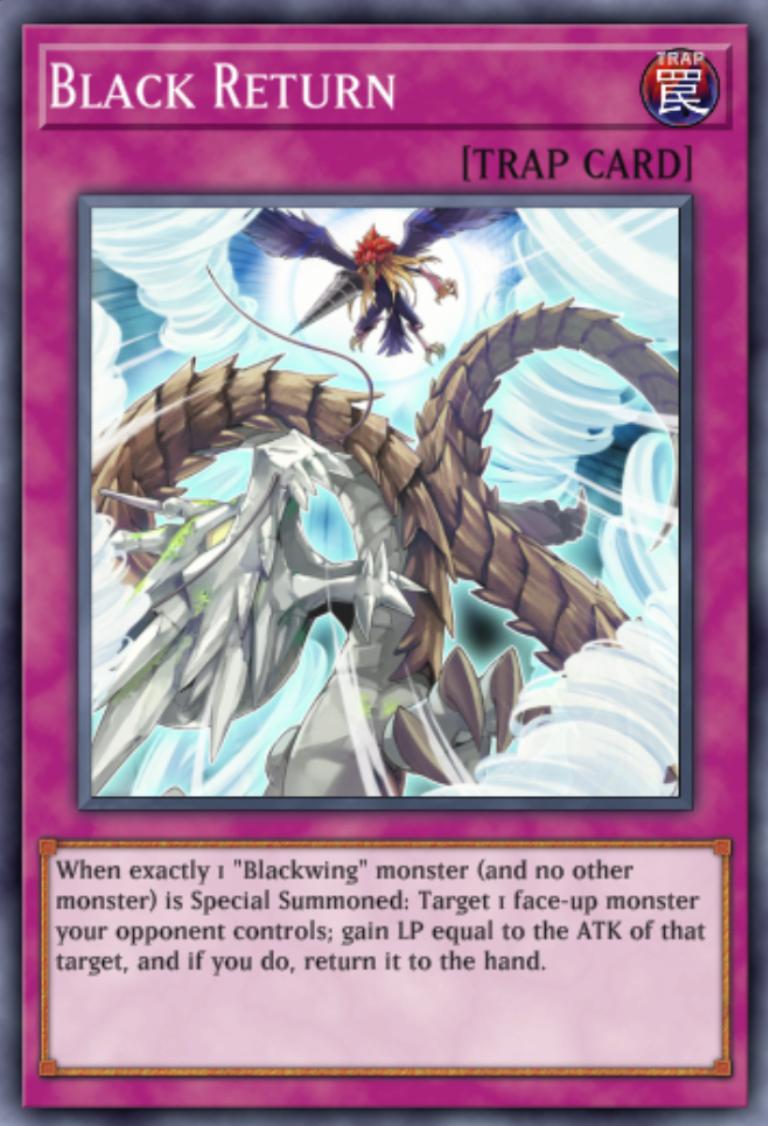 Black Return
TRAP
罠
[TRAP CARD]
When exactly 1 "Blackwing" monster (and no other
monster) is Special Summoned: Target 1 face-up monster
your opponent controls; gain LP equal to the ATK of that
target, and if you do, return it to the hand.